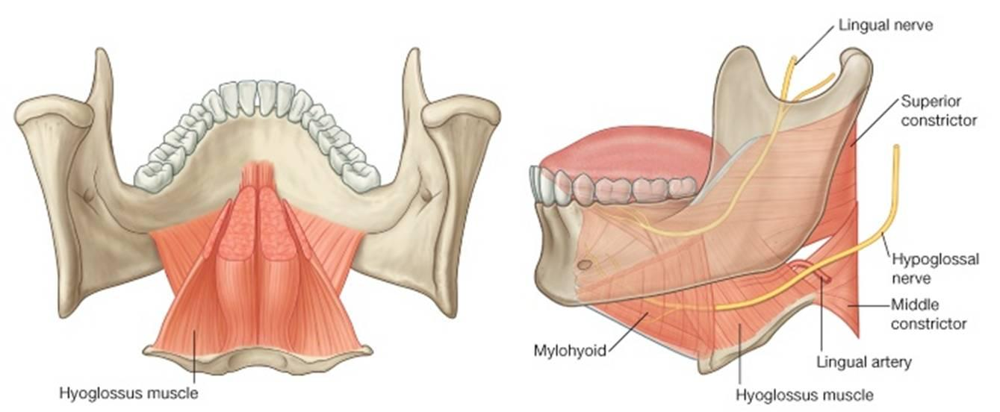 Lingual nerve
Superior
constrictor
Hypoglossal
nerve
Middle
constrictor
Mylohyoid
Lingual artery
Hyoglossus muscle
Hyoglossus muscle